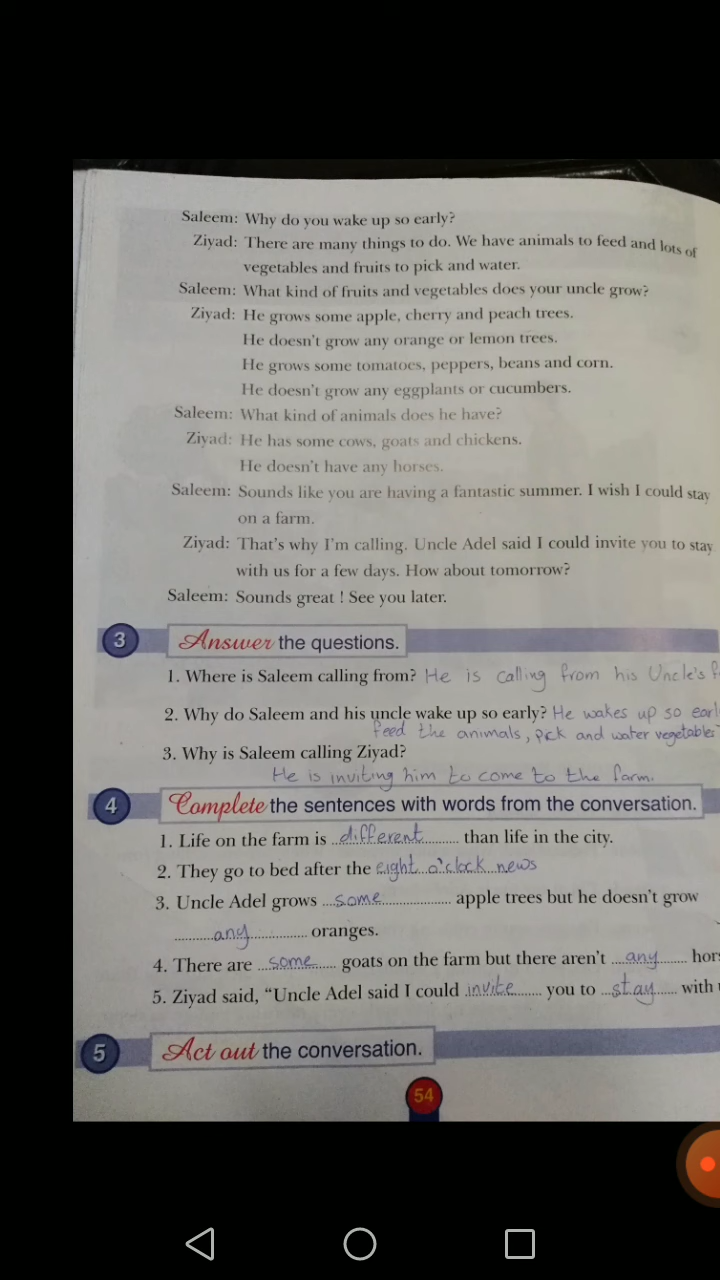 Saleem: Why do you wake up so early?
Ziyad: There are many things to do. We have animals to feed and lots of
vegetables and fruits to pick and water.
Saleem: What kind of fruits and vegetables does your uncle grow?
Ziyad: He grows some apple, cherry and peach trees.
He doesn't grow any orange or lemon trees.
He grows some tomatoes, peppers, beans and corn.
He doesn't grow any eggplants or cucumbers.
Saleem: What kind of animals does he have?
Ziyad: He has some cows, goats and chickens.
He doesn't have any horses.
Saleem: Sounds like you are having a fantastic summer. I wish I could stay
on a farm.
Ziyad: That's why I'm calling. Uncle Adel said I could invite you to stay
with us for a few days. How about tomorrow?
Saleem: Sounds great ! See you later.
3 Answer the questions.
1. Where is Saleem calling from? He is calling from his Uncle's
2. Why do Saleem and his uncle wake up so early? He wakes up so
feed the animals, pick and water vegetables
3. Why is Saleem calling Ziyad?
He is inviting him to come to the farm.
4 Complete the sentences with words from the conversation.
1. Life on the farm is different than life in the city.
2. They go to bed after the eight o'clock news
3. Uncle Adel grows some apple trees but he doesn't grow
any oranges.
4. There are some goats on the farm but there aren't any
5. Ziyad said, "Uncle Adel said I could invite you to stay with
5 Act out the conversation.
54